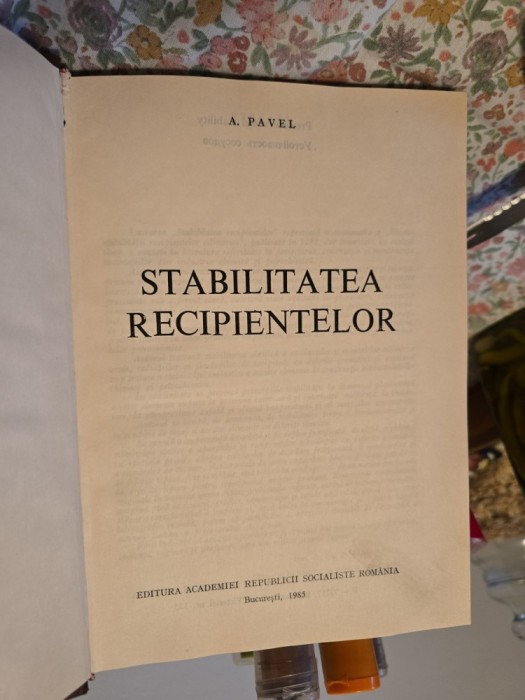 A. PAVEL
STABILITATEA
RECIPIENTELOR
EDITURA ACADEMIEI REPUBLICII SOCIALISTE ROMÂNIA
București, 1985